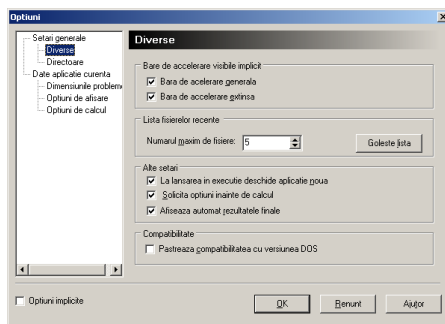 Optiuni
Setari generale
Diverse
Directoare
Date aplicatie curenta
Dimensiunile probleme
Optiuni de afisare
Optiuni de calcul
Diverse
Bare de accelerare visibile implicit
Bara de acelerare generala
Bara de accelerare extinsa
Lista fisierelor recente
Numarul maxim de fisiere: 5
Goleste lista
Alte setari
La lansarea in executie deschide aplicatie noua
Solicita optiuni inainte de calcul
Afiseaza automat rezultatele finale
Compatibilitate
Pastreaza compatibilitatea cu versiunea DOS
Optiuni implicite
OK
Renunt
Ajutor